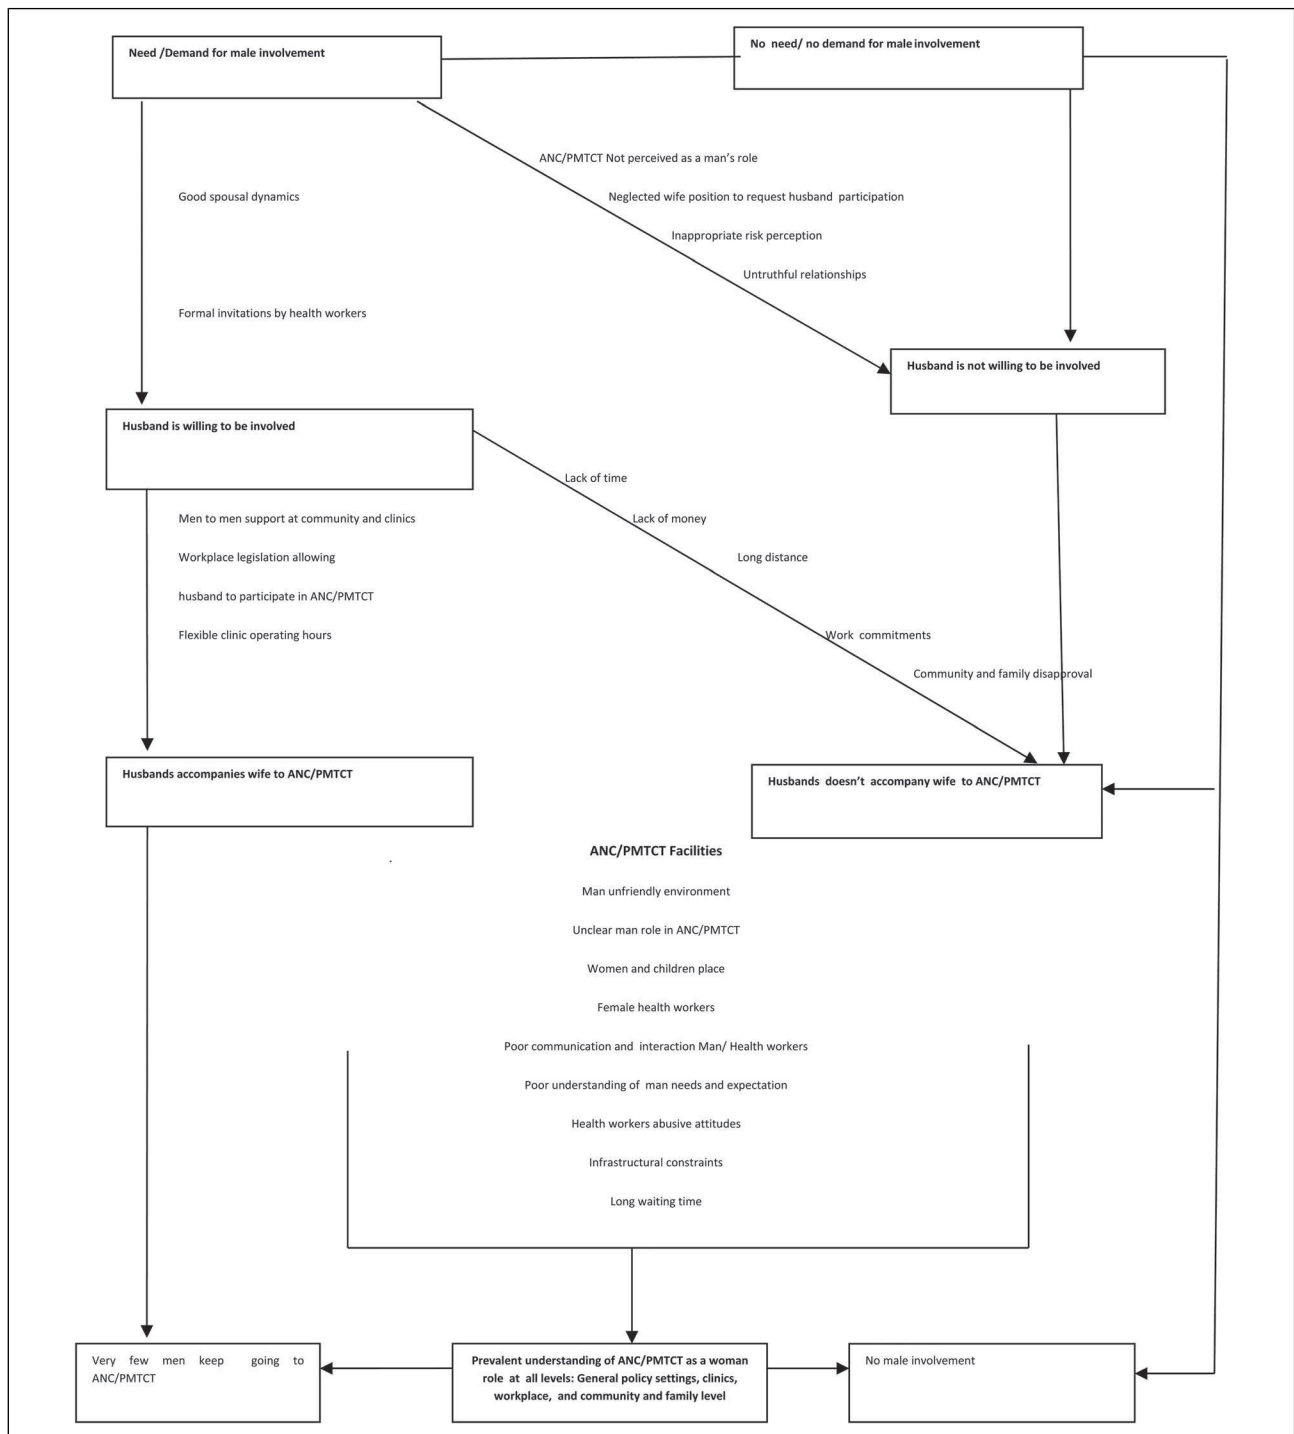 Need /Demand for male involvement
No need/ no demand for male involvement
ANC/PMTCT Not perceived as a man's role
Good spousal dynamics
Neglected wife position to request husband participation
Inappropriate risk perception
Untruthful relationships
Formal invitations by health workers
Husband is not willing to be involved
Husband is willing to be involved
Lack of time
Men to men support at community and clinics
Lack of money
Workplace legislation allowing
Long distance
husband to participate in ANC/PMTCT
Flexible clinic operating hours
Work commitments
Community and family disapproval
Husbands accompanies wife to ANC/PMTCT
Husbands doesn't accompany wife to ANC/PMTCT
ANC/PMTCT Facilities
Man unfriendly environment
Unclear man role in ANC/PMTCT
Women and children place
Female health workers
Poor communication and interaction Man/ Health workers
Poor understanding of man needs and expectation
Health workers abusive attitudes
Infrastructural constraints
Long waiting time
Very few men keep going to
ANC/PMTCT
Prevalent understanding of ANC/PMTCT as a woman
role at all levels: General policy settings, clinics,
workplace, and community and family level
No male involvement